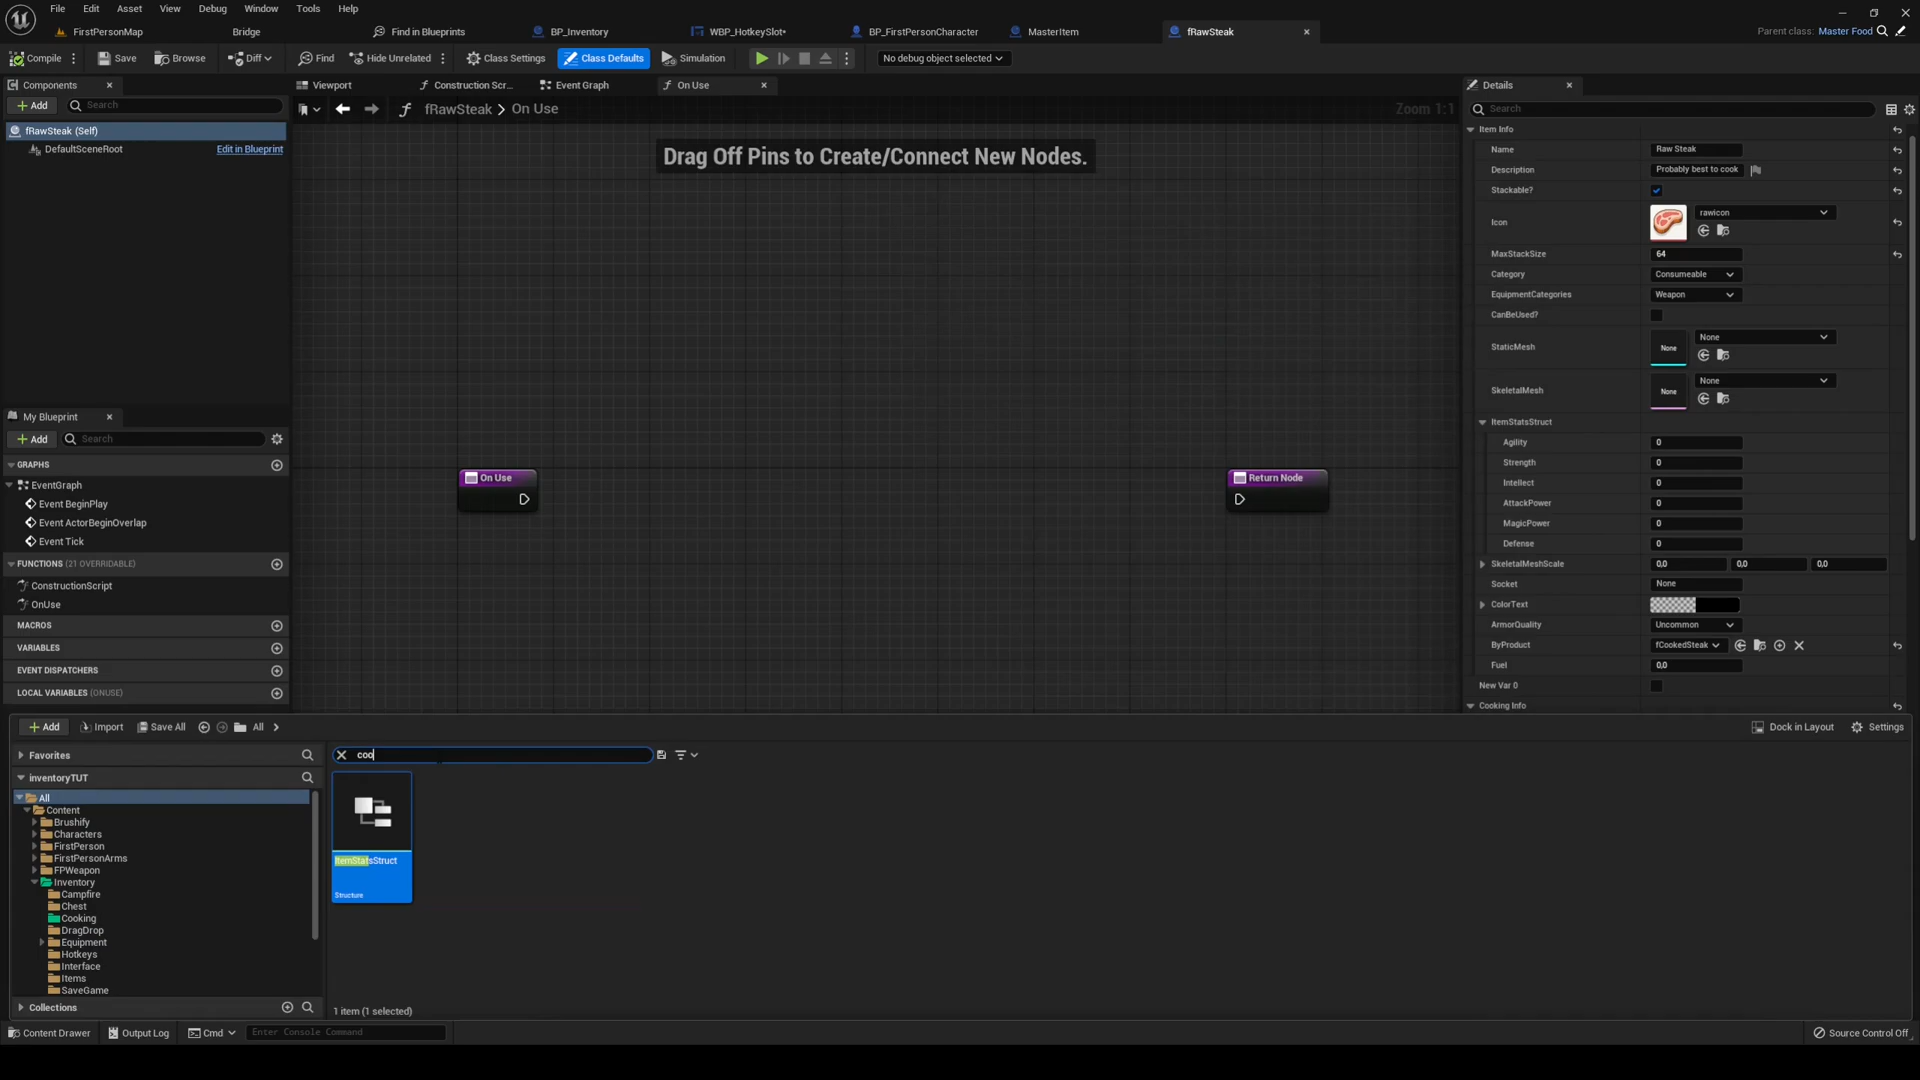 File Edit Asset View Debug Window Tools Help
FirstPersonMap Bridge Find in Blueprints BP_Inventory WBP_HotkeySlot• BP_FirstPersonCharacter MasterItem fRawSteak
Parent class: Master Food
Compile Save Browse Diff Find Hide Unrelated Class Settings Class Defaults Simulation No debug object selected
Components
Add Search
fRawSteak (Self)
DefaultSceneRoot Edit in Blueprint
Viewport Construction Scr... Event Graph On Use
fRawSteak > On Use Zoom 1:1
Drag Off Pins to Create/Connect New Nodes.
On Use
Return Node
My Blueprint
Add Search
GRAPHS
EventGraph
Event BeginPlay
Event ActorBeginOverlap
Event Tick
FUNCTIONS (21 OVERRIDABLE)
ConstructionScript
OnUse
MACROS
VARIABLES
EVENT DISPATCHERS
LOCAL VARIABLES (ONUSE)
Details
Search
Item Info
Name Raw Steak
Description Probably best to cook
Stackable?
Icon rawicon
MaxStackSize 64
Category Consumeable
EquipmentCategories Weapon
CanBeUsed?
StaticMesh None None
SkeletalMesh None None
ItemStatsStruct
Agility 0
Strength 0
Intellect 0
AttackPower 0
MagicPower 0
Defense 0
SkeletalMeshScale 0,0 0,0 0,0
Socket None
ColorText
ArmorQuality Uncommon
ByProduct fCookedSteak
Fuel 0,0
New Var 0
Cooking Info
Add Import Save All All Dock in Layout Settings
Favorites
inventoryTUT
All
Content
Brushify
Characters
FirstPerson
FirstPersonArms
FPWeapon
Inventory
Campfire
Chest
Cooking
DragDrop
Equipment
Hotkeys
Interface
Items
SaveGame
Collections
coo
ItemStatsStruct
Structure
1 item (1 selected)
Content Drawer Output Log Cmd Enter Console Command Source Control Off